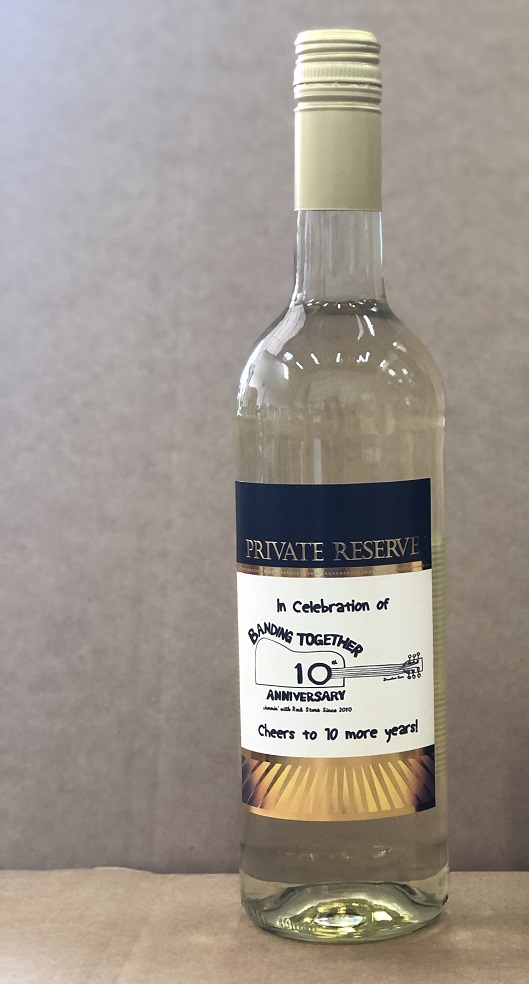 PRIVATE RESERVE
In Celebration of
BANDING TOGETHER
10th
ANNIVERSARY
Jammin' with Rock Stars Since 2010
Cheers to 10 more years!